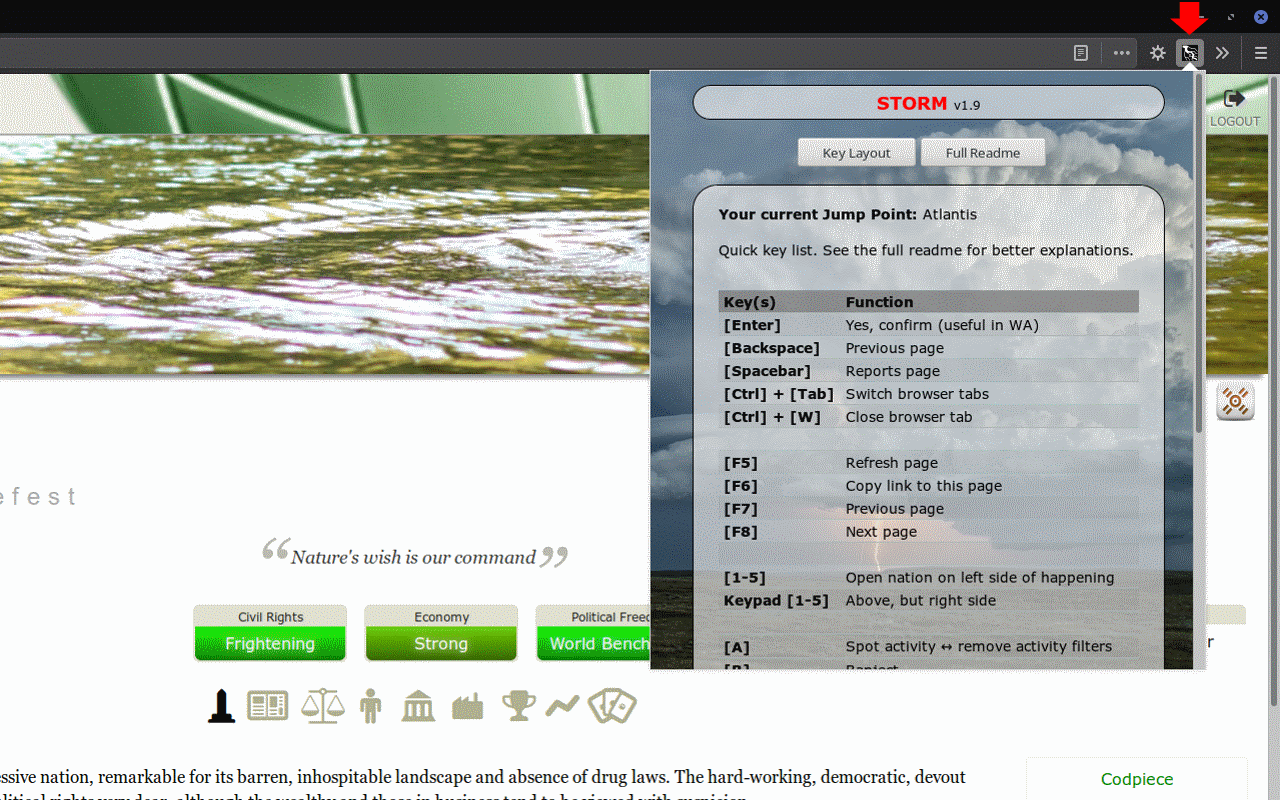 STORM v1.9
LOGOUT
Key Layout
Full Readme
Your current Jump Point: Atlantis
Quick key list. See the full readme for better explanations.
Key(s) Function
[Enter] Yes, confirm (useful in WA)
[Backspace] Previous page
[Spacebar] Reports page
[Ctrl] + [Tab] Switch browser tabs
[Ctrl] + [W] Close browser tab
[F5] Refresh page
[F6] Copy link to this page
[F7] Previous page
[F8] Next page
[1-5] Open nation on left side of happening
Keypad [1-5] Above, but right side
[A] Spot activity ↔ remove activity filters
efest
“Nature's wish is our command”
Civil Rights
Frightening
Economy
Strong
Political Freed
World Bench
r
essive nation, remarkable for its barren, inhospitable landscape and absence of drug laws. The hard-working, democratic, devout
Codpiece